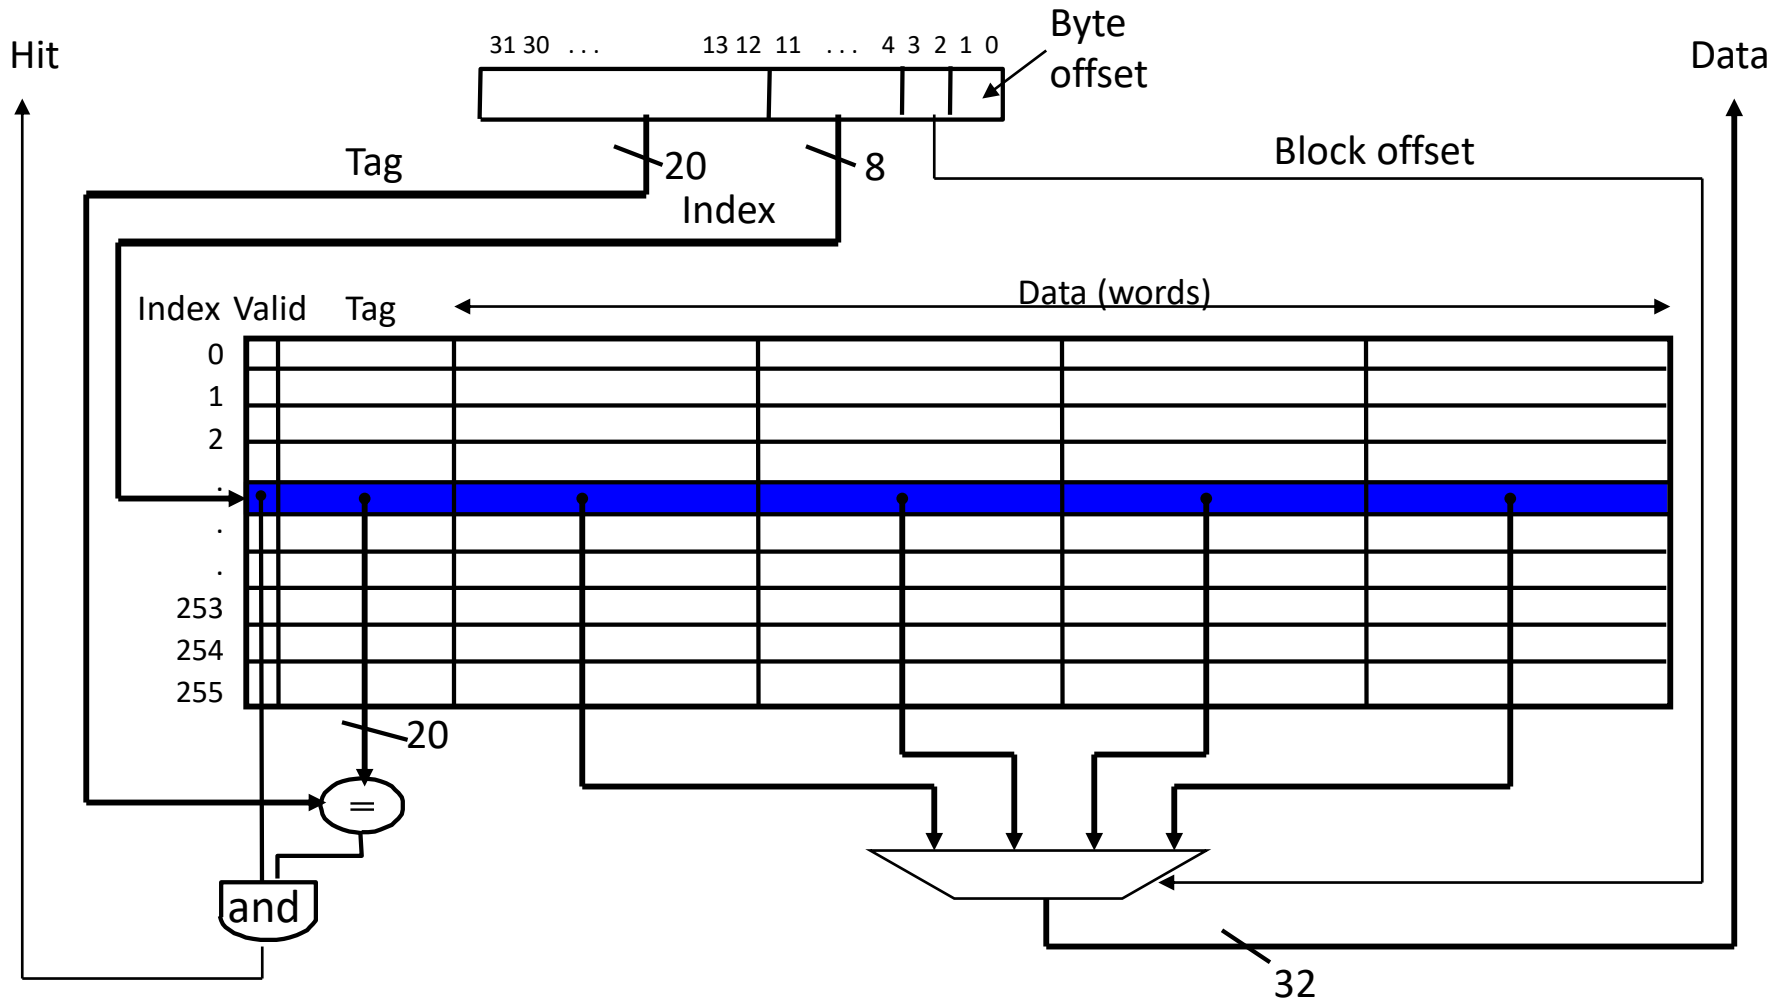 Hit
31 30 . . . 13 12 11 . . . 4 3 2 1 0
Byte
offset
Data
Tag
20
8
Block offset
Index
Index Valid Tag Data (words)
0
1
2
.
.
.
253
254
255
20
=
and
32